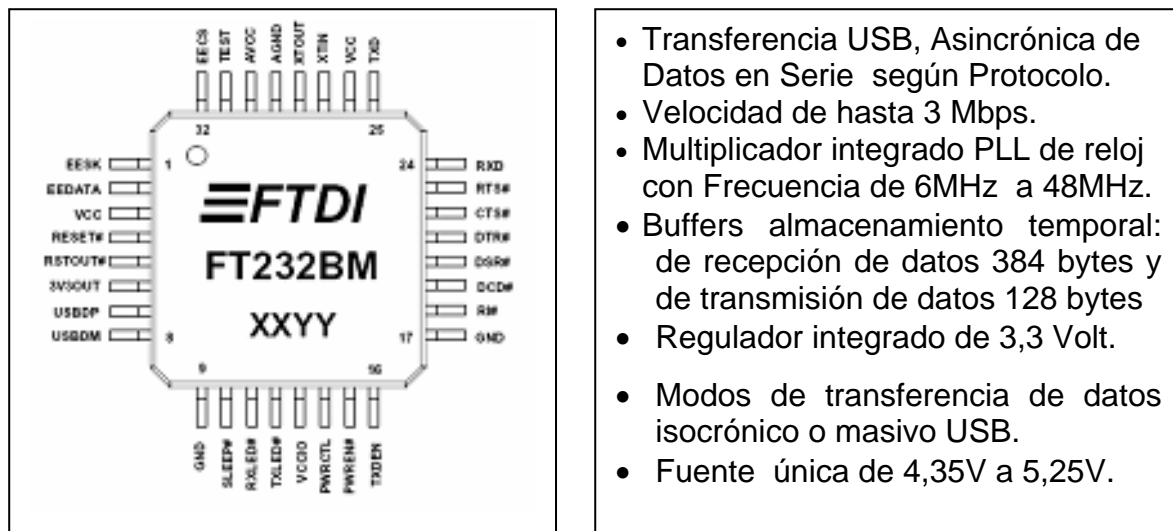 EECS
TEST
AVCC
AGND
XTOUT
XTIN
VCC
TXD
32
25
EESK
EEDATA
VCC
RESET#
RSTOUT#
3V3OUT
USBDP
USBDM
1
8
FTDI
FT232BM
XXYY
24
17
RXD
RTS#
CTS#
DTR#
DSR#
DCD#
RI#
GND
9
16
GND
SLEEP#
RXLED#
TXLED#
VCCIO
PWRCTL
PWREN#
TXDEN
• Transferencia USB, Asincrónica de
Datos en Serie según Protocolo.
• Velocidad de hasta 3 Mbps.
• Multiplicador integrado PLL de reloj
con Frecuencia de 6MHz a 48MHz.
• Buffers almacenamiento temporal:
de recepción de datos 384 bytes y
de transmisión de datos 128 bytes
• Regulador integrado de 3,3 Volt.
• Modos de transferencia de datos
isocrónico o masivo USB.
• Fuente única de 4,35V a 5,25V.